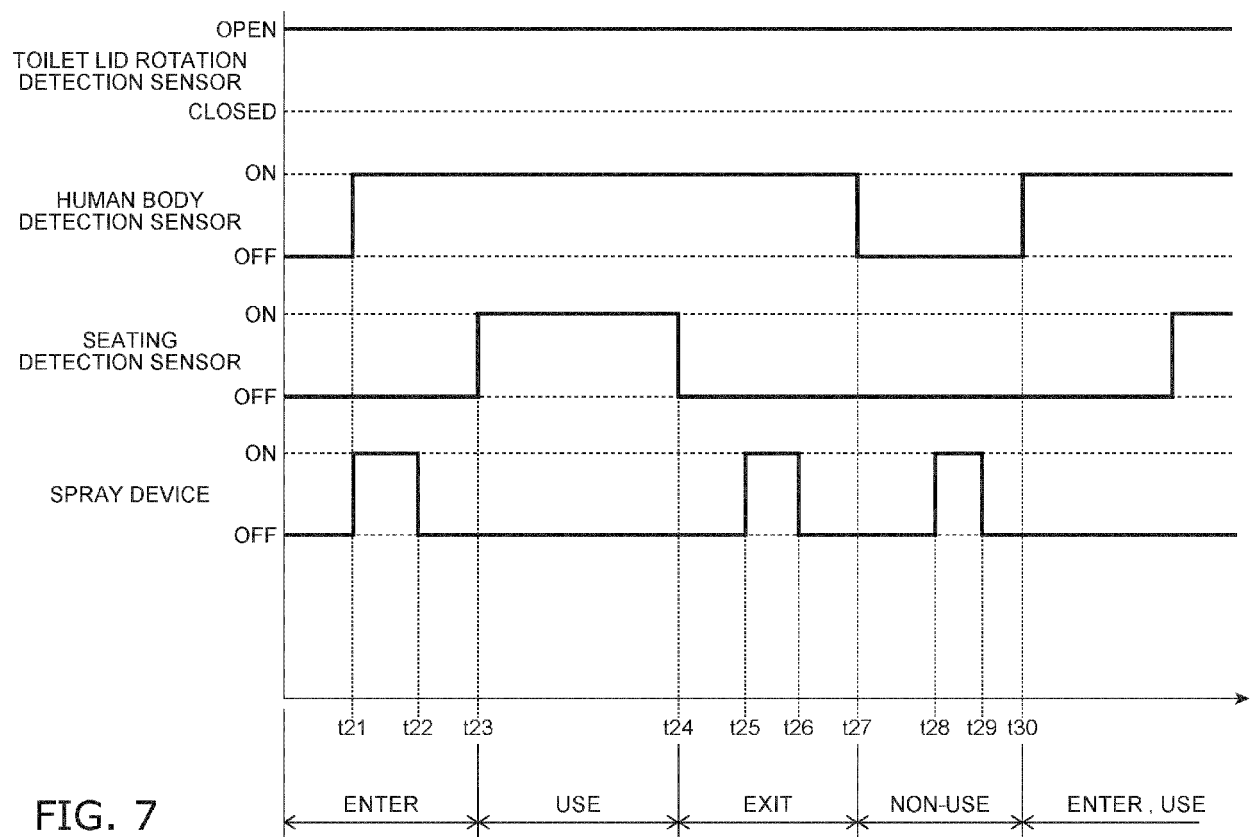 OPEN
TOILET LID ROTATION
DETECTION SENSOR
CLOSED
ON
HUMAN BODY
DETECTION SENSOR
OFF
ON
SEATING
DETECTION SENSOR
OFF
ON
SPRAY DEVICE
OFF
t21 t22 t23 t24 t25 t26 t27 t28 t29 t30
ENTER USE EXIT NON-USE ENTER , USE
FIG. 7